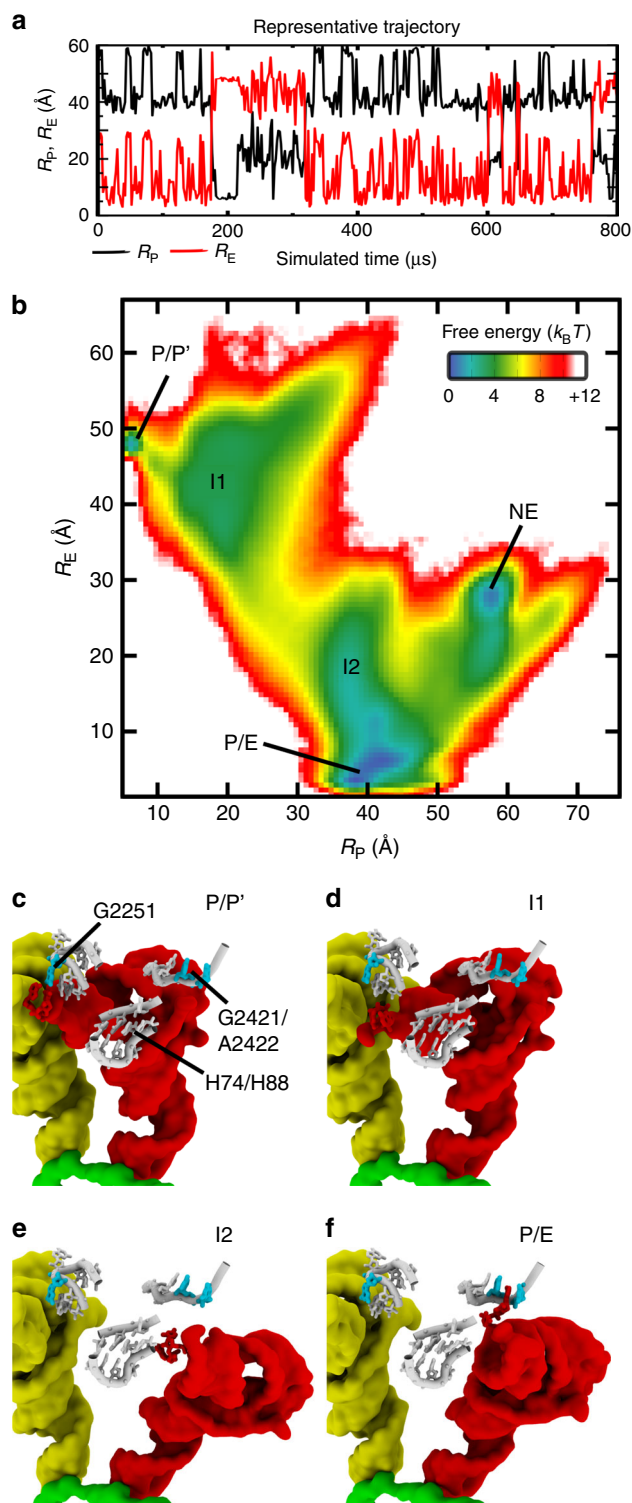 a
Representative trajectory
60
40
20
0
R_P, R_E (Å)
0 200 400 600 800
R_P R_E Simulated time (μs)
b
Free energy (k_BT)
0 4 8 +12
P/P’
I1
NE
I2
P/E
60
50
40
30
20
10
R_E (Å)
10 20 30 40 50 60 70
R_P (Å)
c
P/P’
G2251
G2421/
A2422
H74/H88
d
I1
e
I2
f
P/E